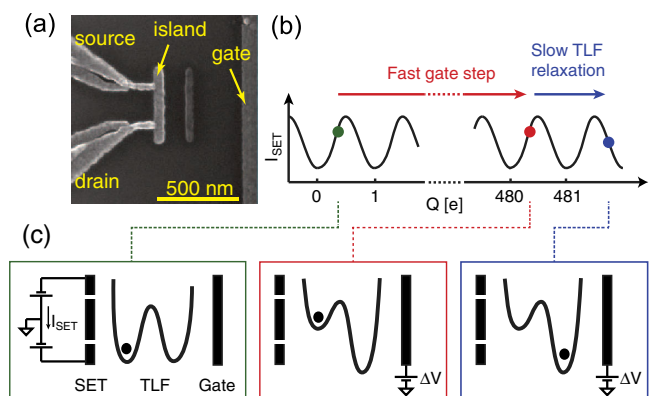 (a)
source
island
gate
drain
500 nm
(b)
Fast gate step
Slow TLF
relaxation
I_SET
0
1
480
481
Q [e]
(c)
I_SET
SET
TLF
Gate
ΔV
ΔV